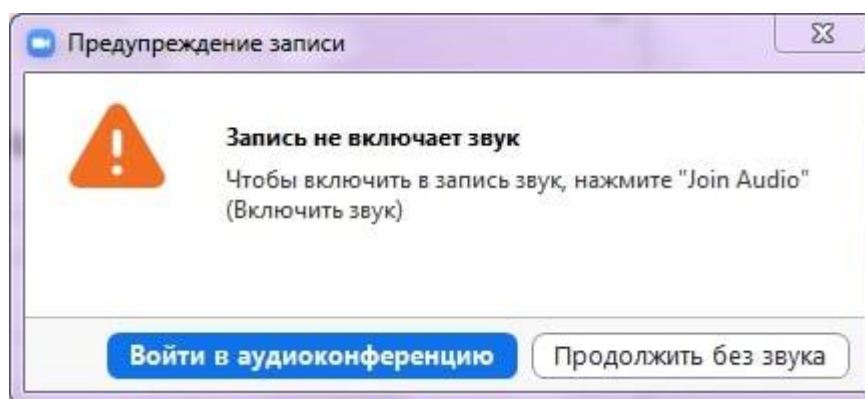 Предупреждение записи
Запись не включает звук
Чтобы включить в запись звук, нажмите "Join Audio"
(Включить звук)
Войти в аудиоконференцию
Продолжить без звука